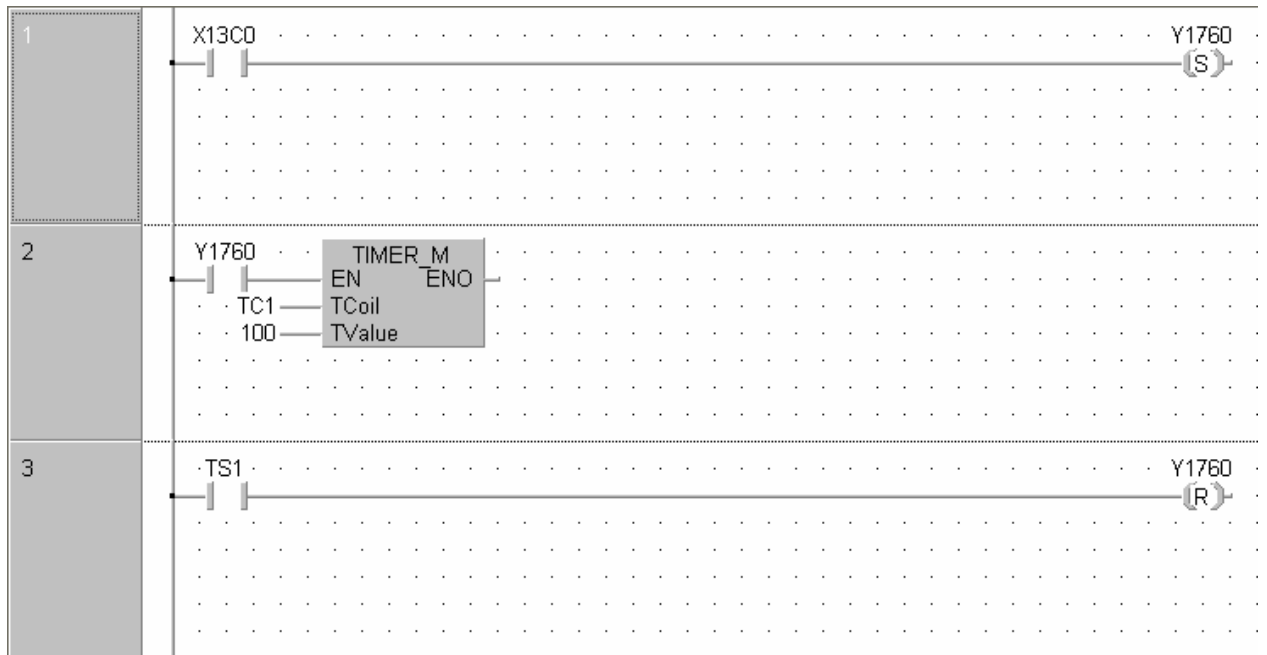 1
X13C0 Y1760
S
2
Y1760 TIMER_M
EN ENO
TC1 TCoil
100 TValue
3
TS1 Y1760
R